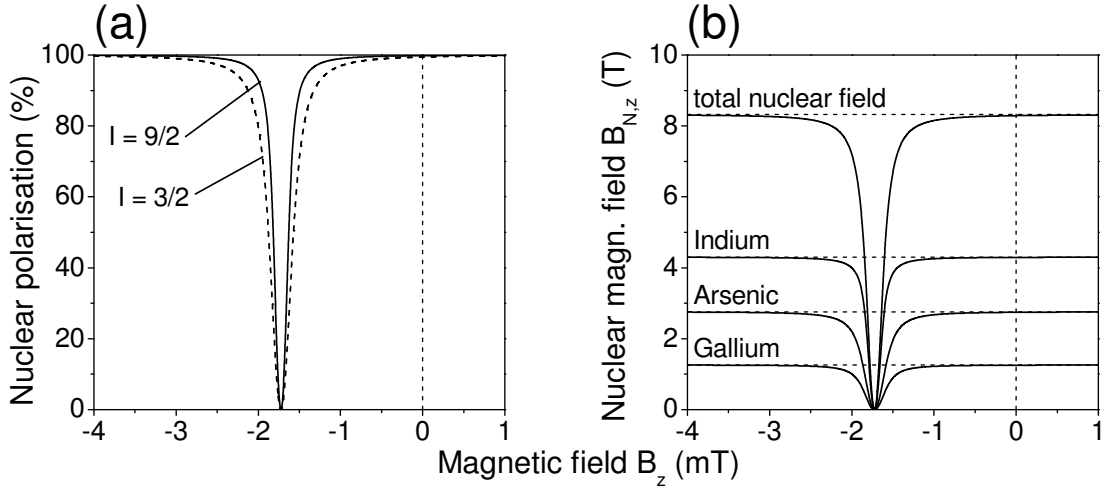 (a)
Nuclear polarisation (%)
100
80
60
40
20
0
I = 9/2
I = 3/2
-4 -3 -2 -1 0 1
(b)
Nuclear magn. field B_N,z (T)
10
8
6
4
2
0
total nuclear field
Indium
Arsenic
Gallium
-4 -3 -2 -1 0 1
Magnetic field B_z (mT)